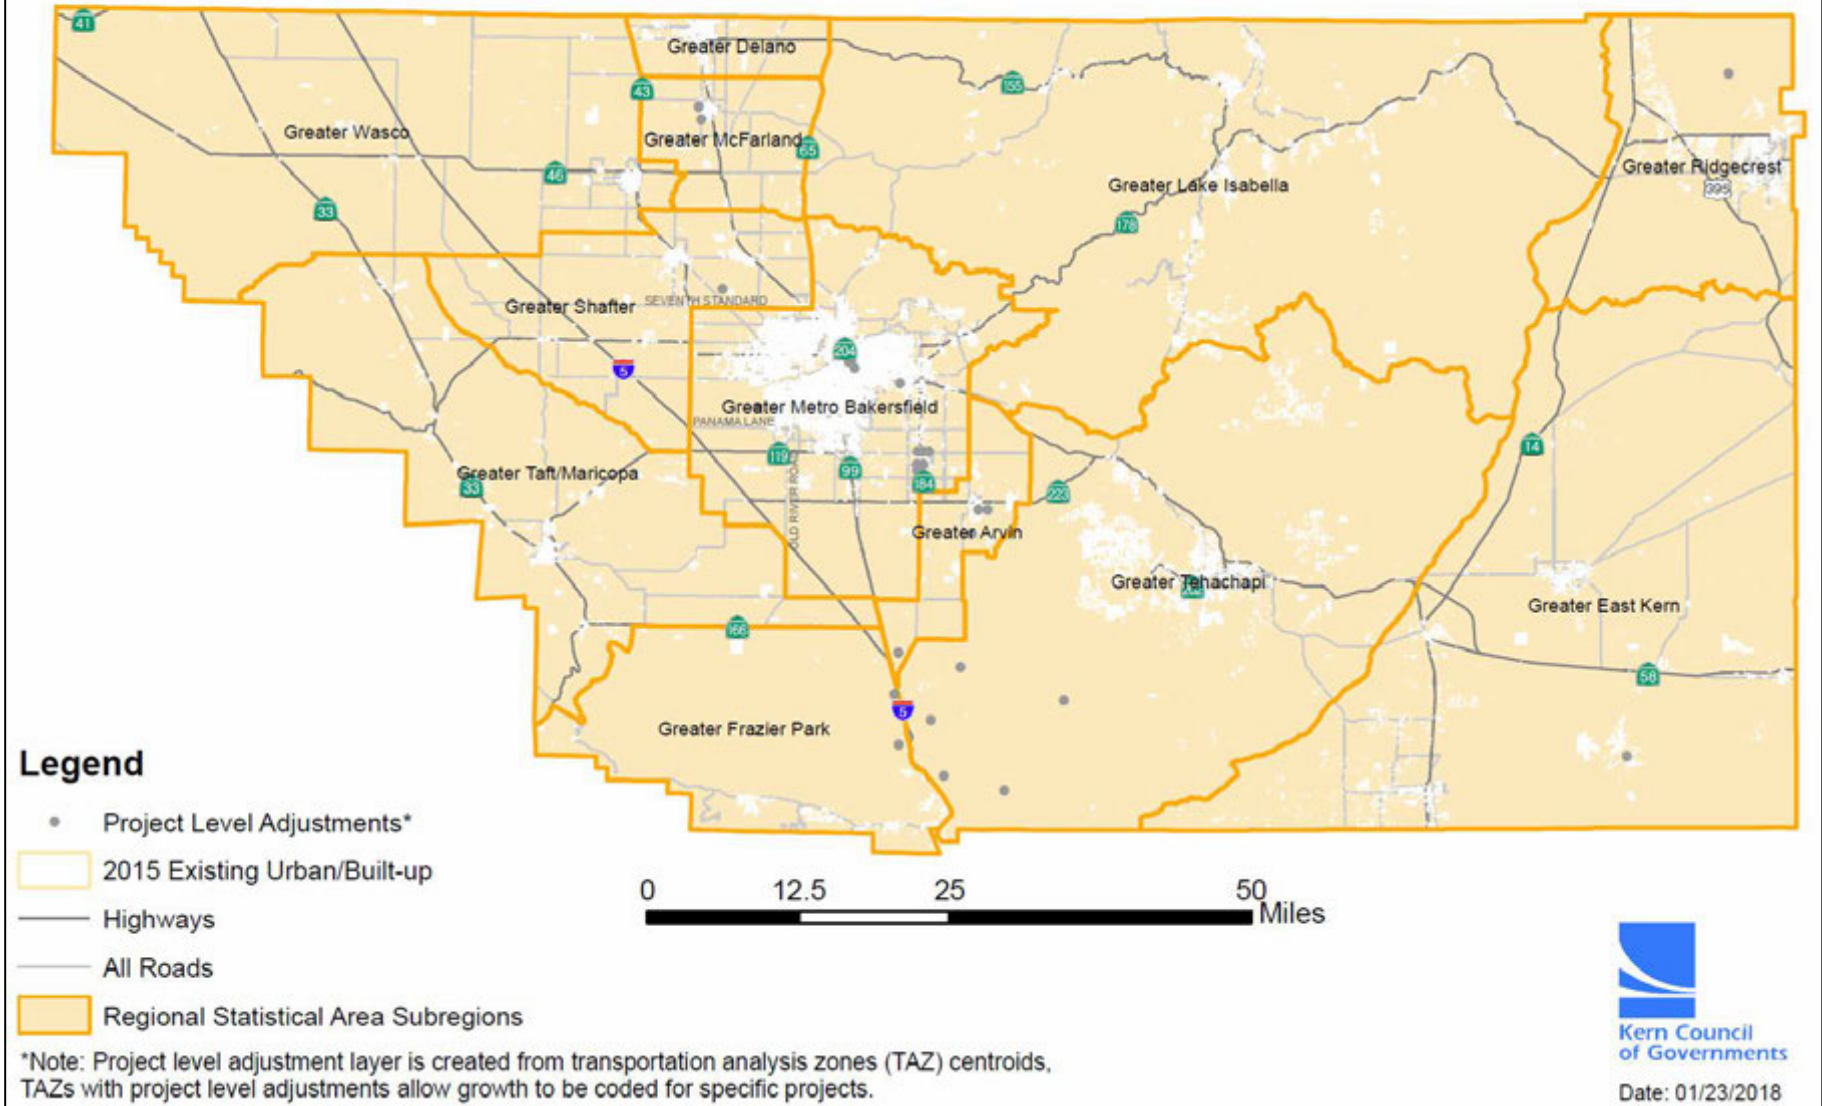 41
Greater Delano
43
155
Greater Wasco
Greater McFarland
65
Greater Ridgecrest
46
Greater Lake Isabella
395
33
178
Greater Shafter
SEVENTH STANDARD
204
5
Greater Metro Bakersfield
PANAMA LANE
14
119
99
Greater Taft/Maricopa
33
184
223
OLD RIVER ROAD
Greater Arvin
Greater Tehachapi
Greater East Kern
166
58
5
Greater Frazier Park
Legend
Project Level Adjustments*
2015 Existing Urban/Built-up
Highways
All Roads
Regional Statistical Area Subregions
0 12.5 25 50
Miles
*Note: Project level adjustment layer is created from transportation analysis zones (TAZ) centroids,
TAZs with project level adjustments allow growth to be coded for specific projects.
Kern Council
of Governments
Date: 01/23/2018